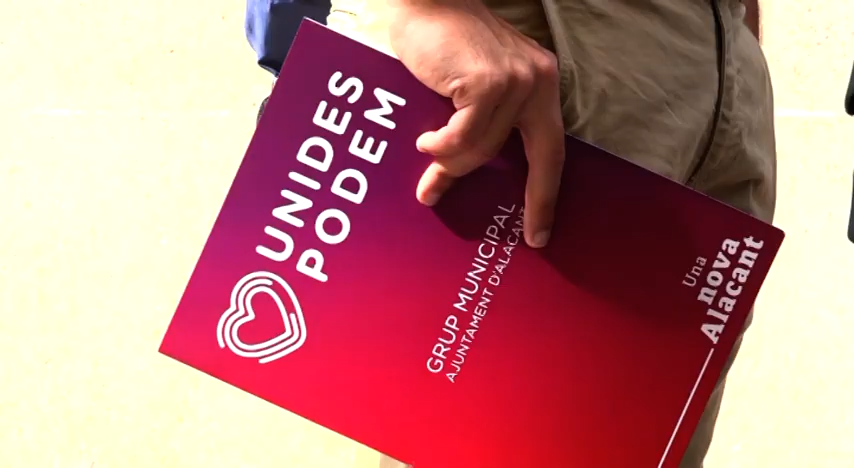 UNIDES
PODEM
GRUP MUNICIPAL
AJUNTAMENT D'ALACANT
Una
nova
Alacant